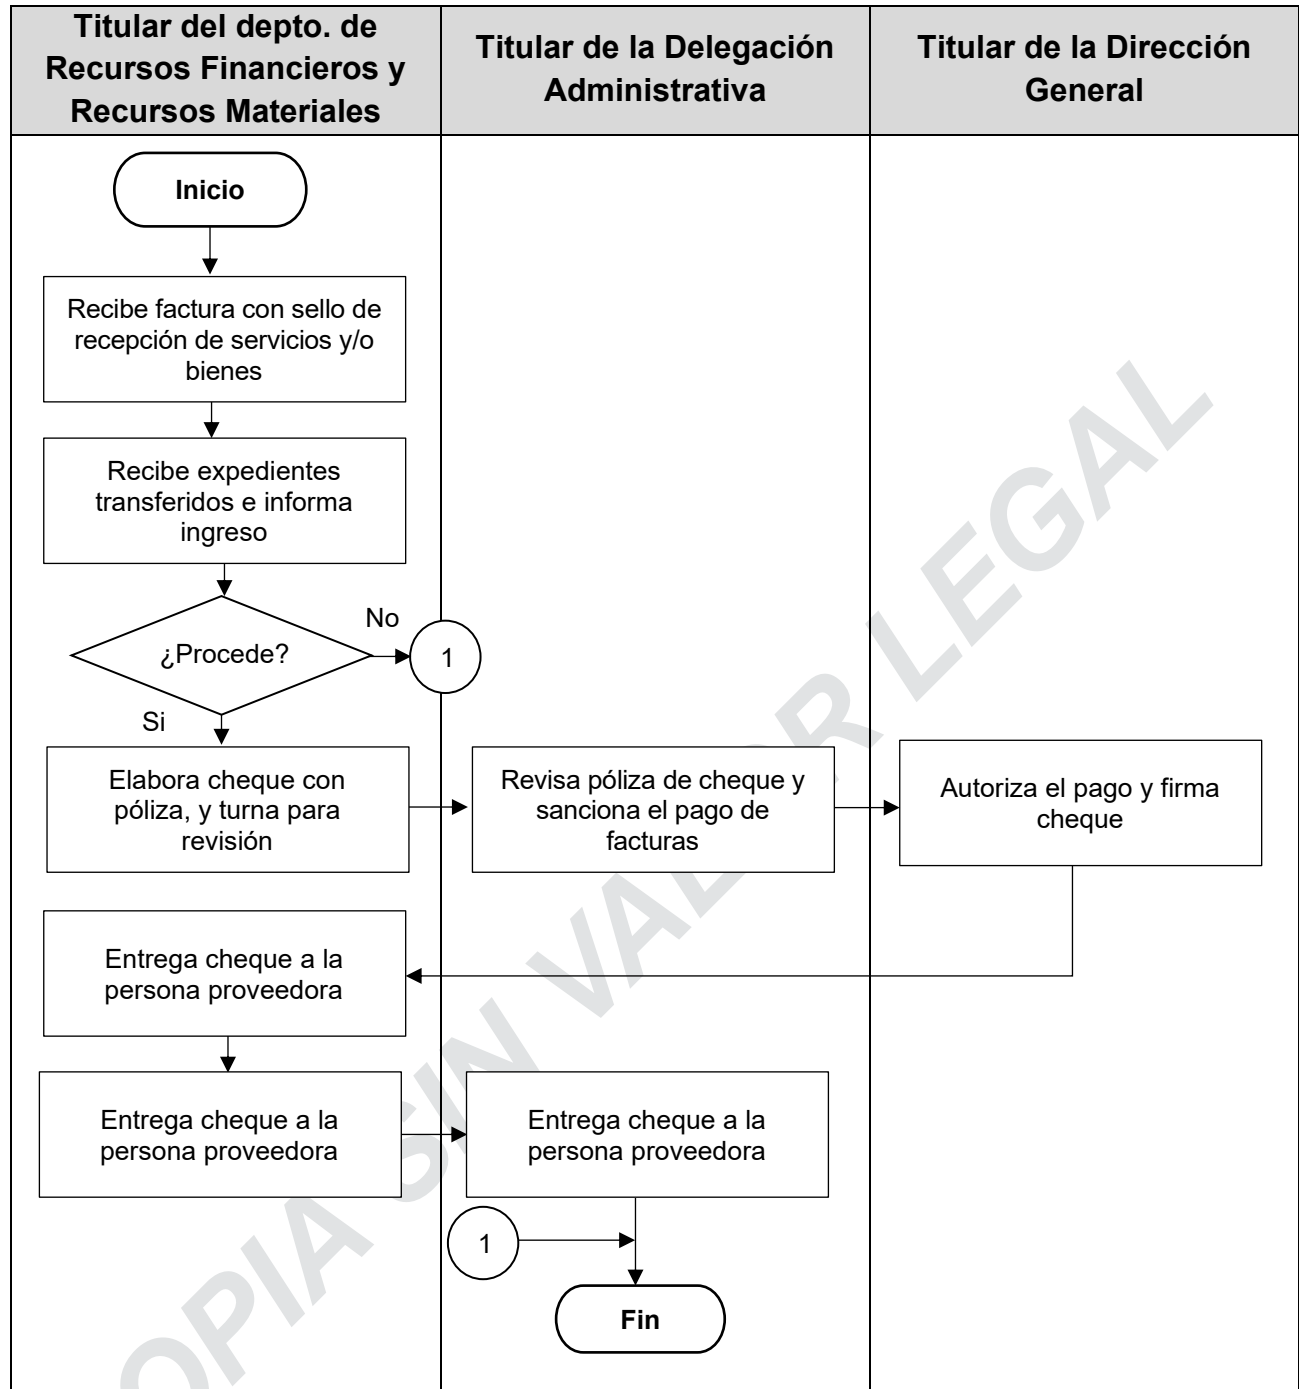 Titular del depto. de
Recursos Financieros y
Recursos Materiales
Titular de la Delegación
Administrativa
Titular de la Dirección
General
Inicio
Recibe factura con sello de
recepción de servicios y/o
bienes
Recibe expedientes
transferidos e informa
ingreso
¿Procede?
No
1
Si
Elabora cheque con
póliza, y turna para
revisión
Revisa póliza de cheque y
sanciona el pago de
facturas
Autoriza el pago y firma
cheque
Entrega cheque a la
persona proveedora
Entrega cheque a la
persona proveedora
Entrega cheque a la
persona proveedora
1
Fin
OPIA SIN VALOR LEGAL